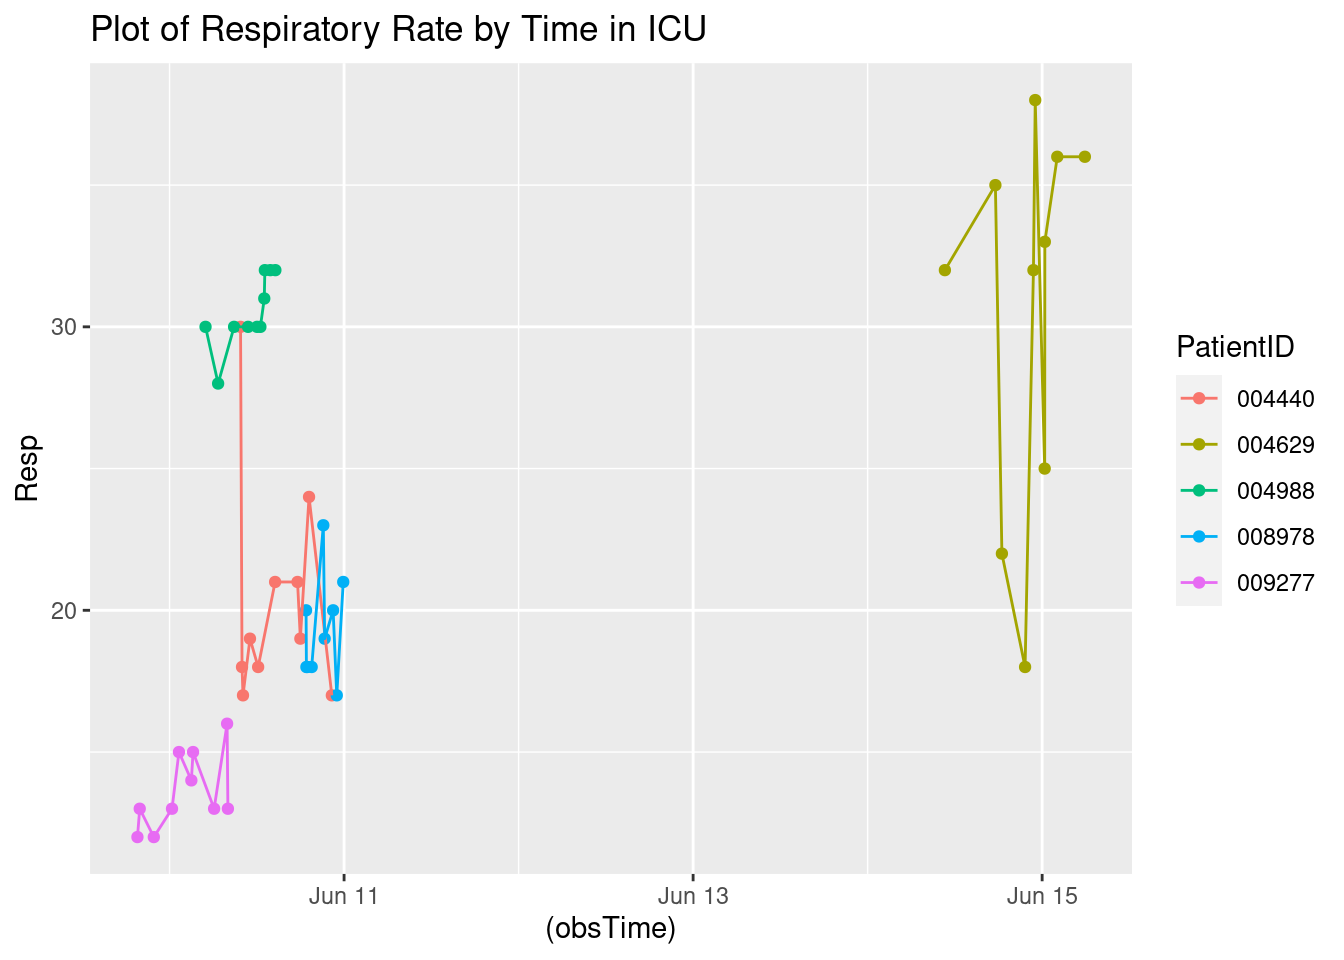 Plot of Respiratory Rate by Time in ICU
Resp
30
20
Jun 11
Jun 13
Jun 15
(obsTime)
PatientID
004440
004629
004988
008978
009277